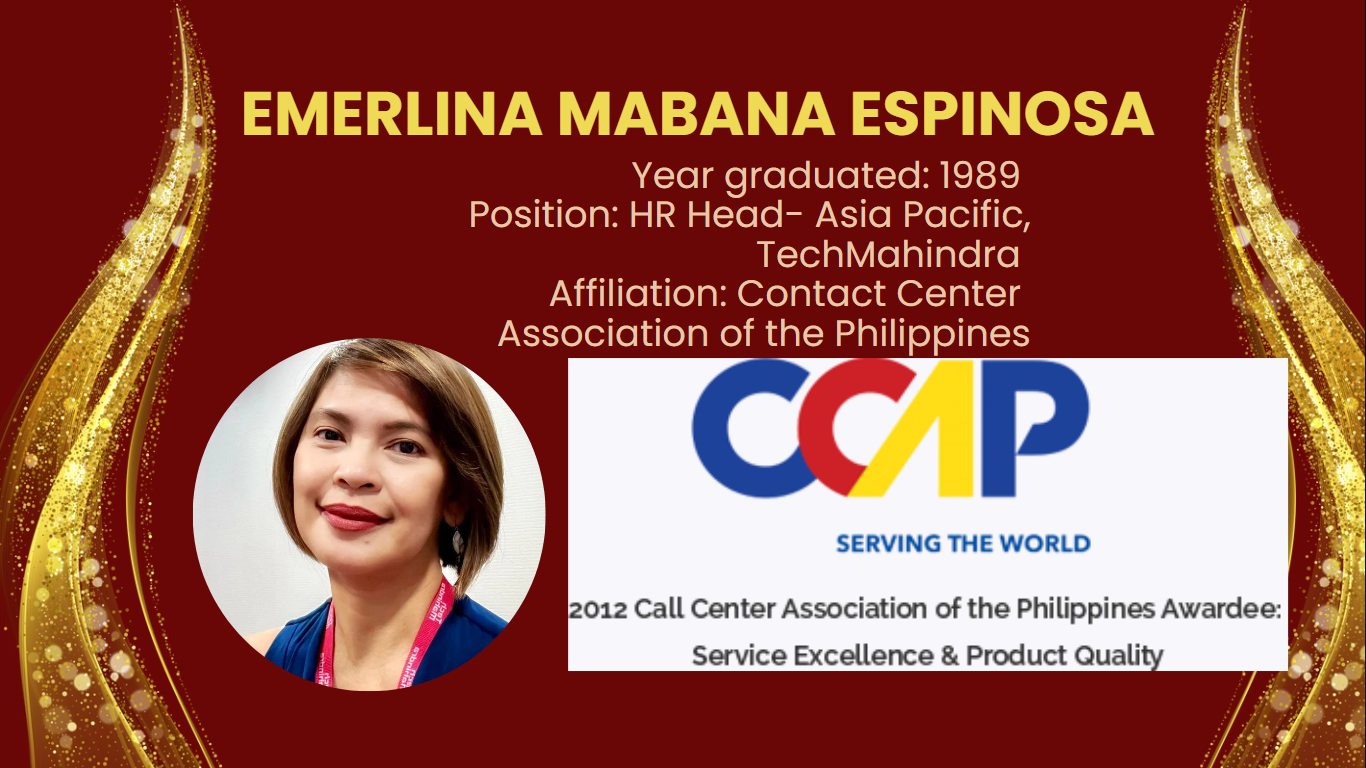 EMERLINA MABANA ESPINOSA
Year graduated: 1989
Position: HR Head- Asia Pacific,
TechMahindra
Affiliation: Contact Center
Association of the Philippines
CCAP
SERVING THE WORLD
2012 Call Center Association of the Philippines Awardee:
Service Excellence & Product Quality